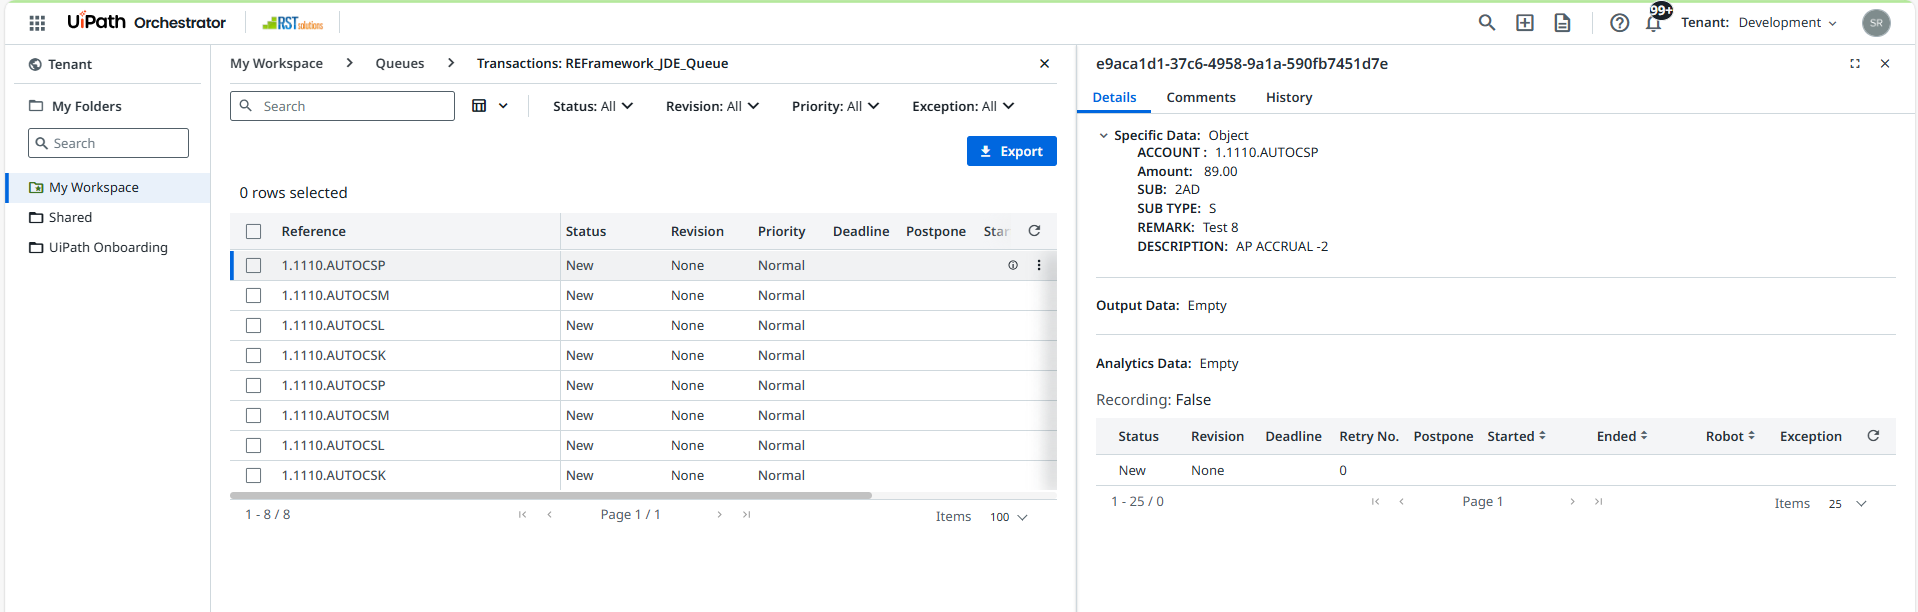 UiPath Orchestrator
RST solutions
99+
Tenant: Development
SR
Tenant
My Folders
Search
My Workspace
Shared
UiPath Onboarding
My Workspace > Queues > Transactions: REFramework_JDE_Queue
Search
Status: All
Revision: All
Priority: All
Exception: All
Export
0 rows selected
Reference Status Revision Priority Deadline Postpone Star
1.1110.AUTOCSP New None Normal
1.1110.AUTOCSM New None Normal
1.1110.AUTOCSL New None Normal
1.1110.AUTOCSK New None Normal
1.1110.AUTOCSP New None Normal
1.1110.AUTOCSM New None Normal
1.1110.AUTOCSL New None Normal
1.1110.AUTOCSK New None Normal
1 - 8 / 8
Page 1 / 1
Items 100
e9aca1d1-37c6-4958-9a1a-590fb7451d7e
Details Comments History
Specific Data: Object
ACCOUNT : 1.1110.AUTOCSP
Amount: 89.00
SUB: 2AD
SUB TYPE: S
REMARK: Test 8
DESCRIPTION: AP ACCRUAL -2
Output Data: Empty
Analytics Data: Empty
Recording: False
Status Revision Deadline Retry No. Postpone Started Ended Robot Exception
New None 0
1 - 25 / 0
Page 1
Items 25